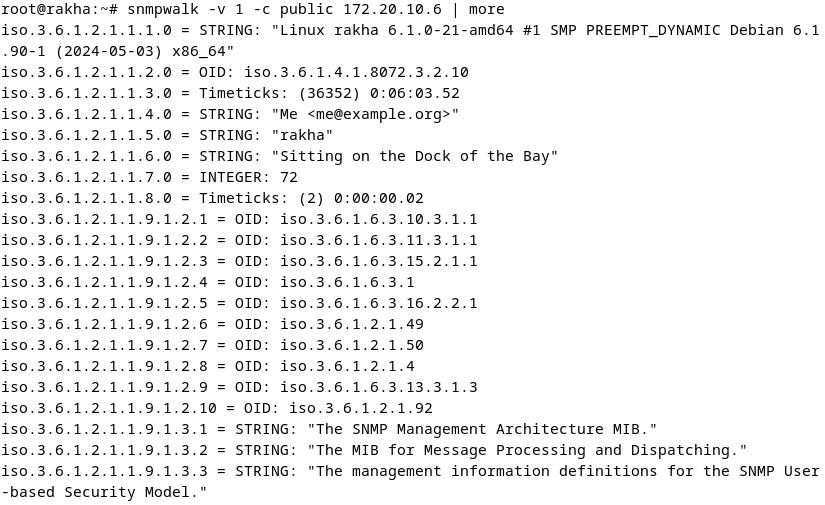 root@rakha:~# snmpwalk -v 1 -c public 172.20.10.6 | more
iso.3.6.1.2.1.1.1.0 = STRING: "Linux rakha 6.1.0-21-amd64 #1 SMP PREEMPT_DYNAMIC Debian 6.1
.90-1 (2024-05-03) x86_64"
iso.3.6.1.2.1.1.2.0 = OID: iso.3.6.1.4.1.8072.3.2.10
iso.3.6.1.2.1.1.3.0 = Timeticks: (36352) 0:06:03.52
iso.3.6.1.2.1.1.4.0 = STRING: "Me <me@example.org>"
iso.3.6.1.2.1.1.5.0 = STRING: "rakha"
iso.3.6.1.2.1.1.6.0 = STRING: "Sitting on the Dock of the Bay"
iso.3.6.1.2.1.1.7.0 = INTEGER: 72
iso.3.6.1.2.1.1.8.0 = Timeticks: (2) 0:00:00.02
iso.3.6.1.2.1.1.9.1.2.1 = OID: iso.3.6.1.6.3.10.3.1.1
iso.3.6.1.2.1.1.9.1.2.2 = OID: iso.3.6.1.6.3.11.3.1.1
iso.3.6.1.2.1.1.9.1.2.3 = OID: iso.3.6.1.6.3.15.2.1.1
iso.3.6.1.2.1.1.9.1.2.4 = OID: iso.3.6.1.6.3.1
iso.3.6.1.2.1.1.9.1.2.5 = OID: iso.3.6.1.6.3.16.2.2.1
iso.3.6.1.2.1.1.9.1.2.6 = OID: iso.3.6.1.2.1.49
iso.3.6.1.2.1.1.9.1.2.7 = OID: iso.3.6.1.2.1.50
iso.3.6.1.2.1.1.9.1.2.8 = OID: iso.3.6.1.2.1.4
iso.3.6.1.2.1.1.9.1.2.9 = OID: iso.3.6.1.6.3.13.3.1.3
iso.3.6.1.2.1.1.9.1.2.10 = OID: iso.3.6.1.2.1.92
iso.3.6.1.2.1.1.9.1.3.1 = STRING: "The SNMP Management Architecture MIB."
iso.3.6.1.2.1.1.9.1.3.2 = STRING: "The MIB for Message Processing and Dispatching."
iso.3.6.1.2.1.1.9.1.3.3 = STRING: "The management information definitions for the SNMP User
-based Security Model."